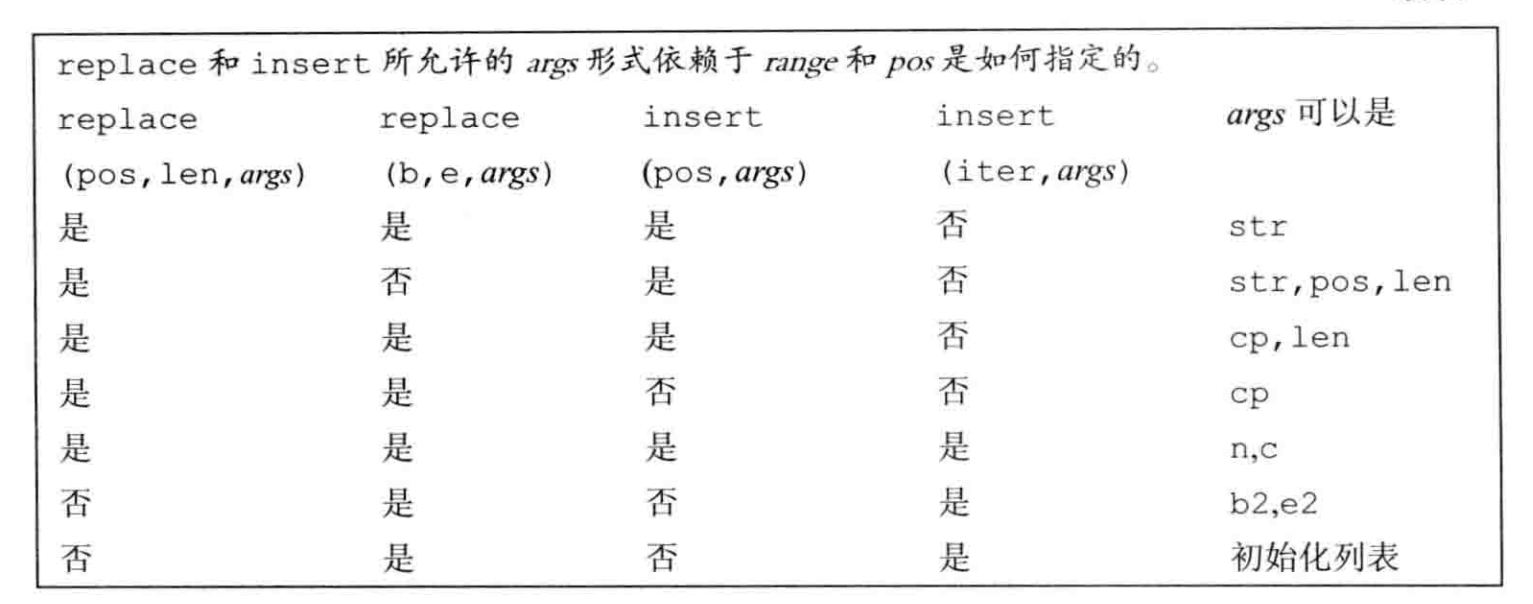 replace 和 insert 所允许的 args 形式依赖于 range 和 pos 是如何指定的。
replace replace insert insert args 可以是
(pos,len,args) (b,e,args) (pos,args) (iter,args)
是 是 是 否 str
是 否 是 否 str,pos,len
是 是 是 否 cp,len
是 是 否 否 cp
是 是 是 是 n,c
否 是 否 是 b2,e2
否 是 否 是 初始化列表